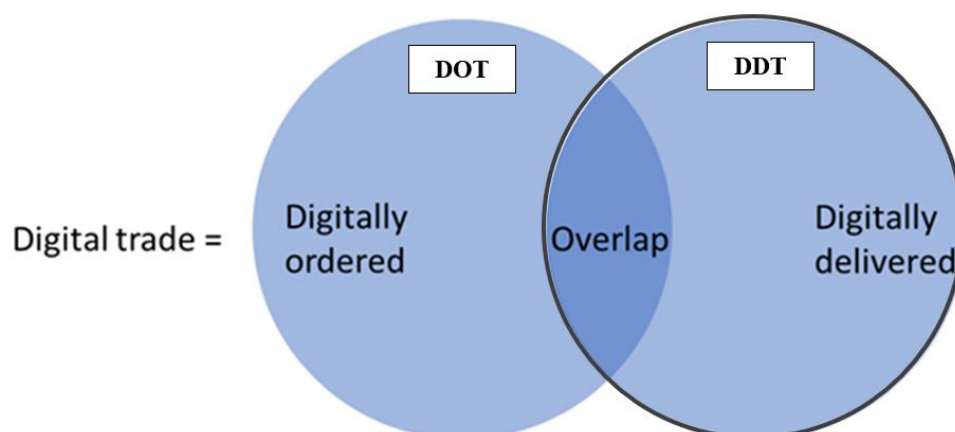 DOT
DDT
Digital trade =
Digitally
ordered
Overlap
Digitally
delivered